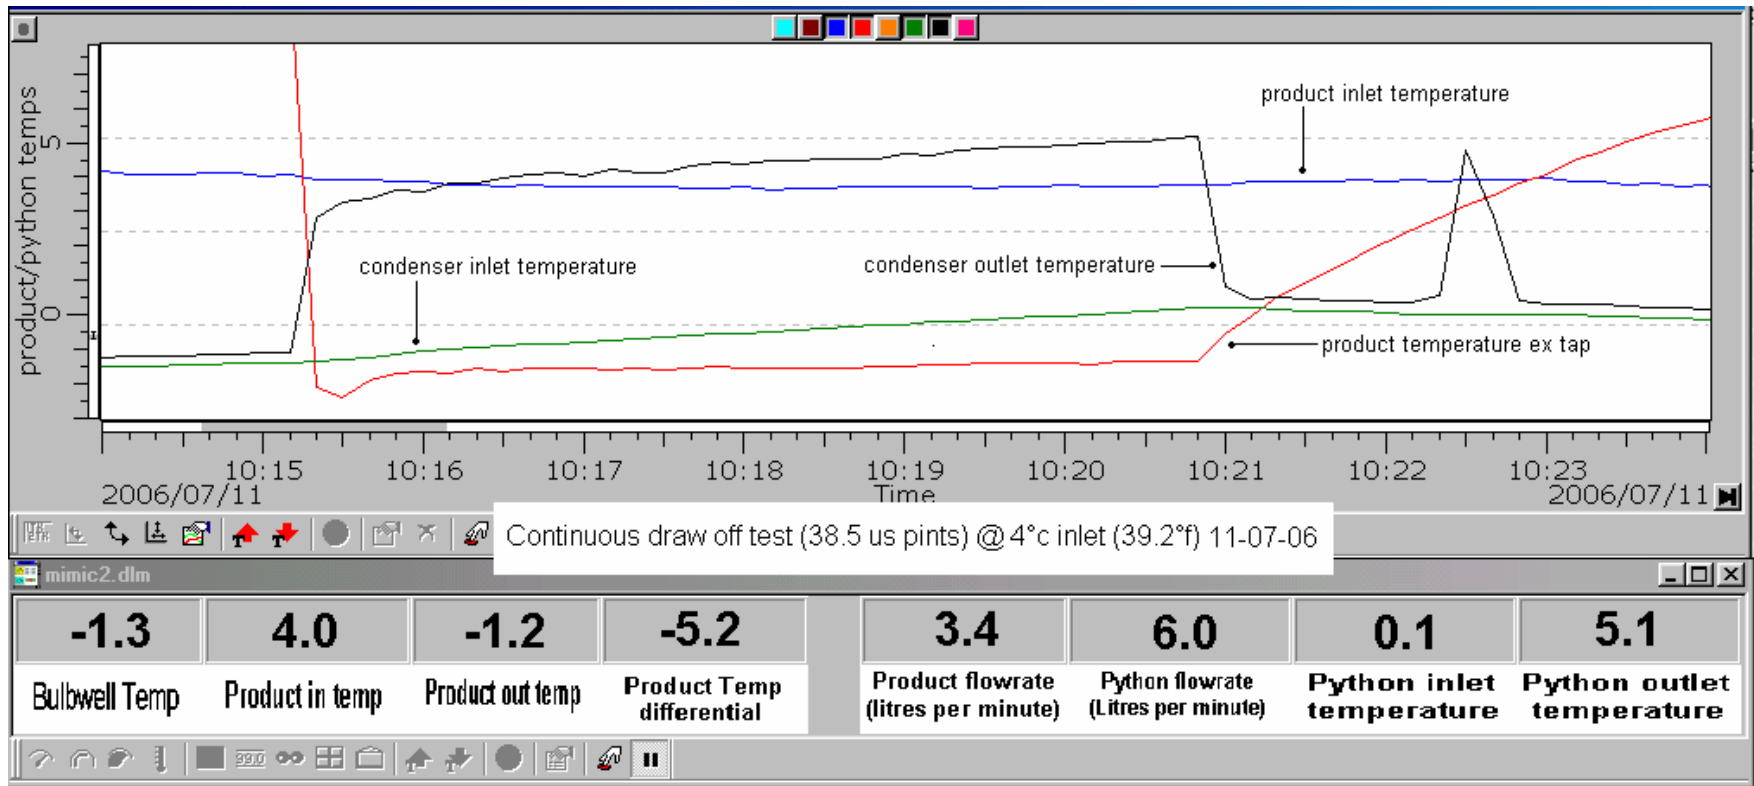 product/python temps
5
0
product inlet temperature
condenser inlet temperature
condenser outlet temperature
product temperature ex tap
10:15 10:16 10:17 10:18 10:19 10:20 10:21 10:22 10:23
2006/07/11 Time 2006/07/11
Continuous draw off test (38.5 us pints) @ 4°c inlet (39.2°f) 11-07-06
mimic2.dlm
-1.3 4.0 -1.2 -5.2 3.4 6.0 0.1 5.1
Bulbwell Temp
Product in temp
Product out temp
Product Temp
differential
Product flowrate
(litres per minute)
Python flowrate
(Litres per minute)
Python inlet
temperature
Python outlet
temperature
99.0